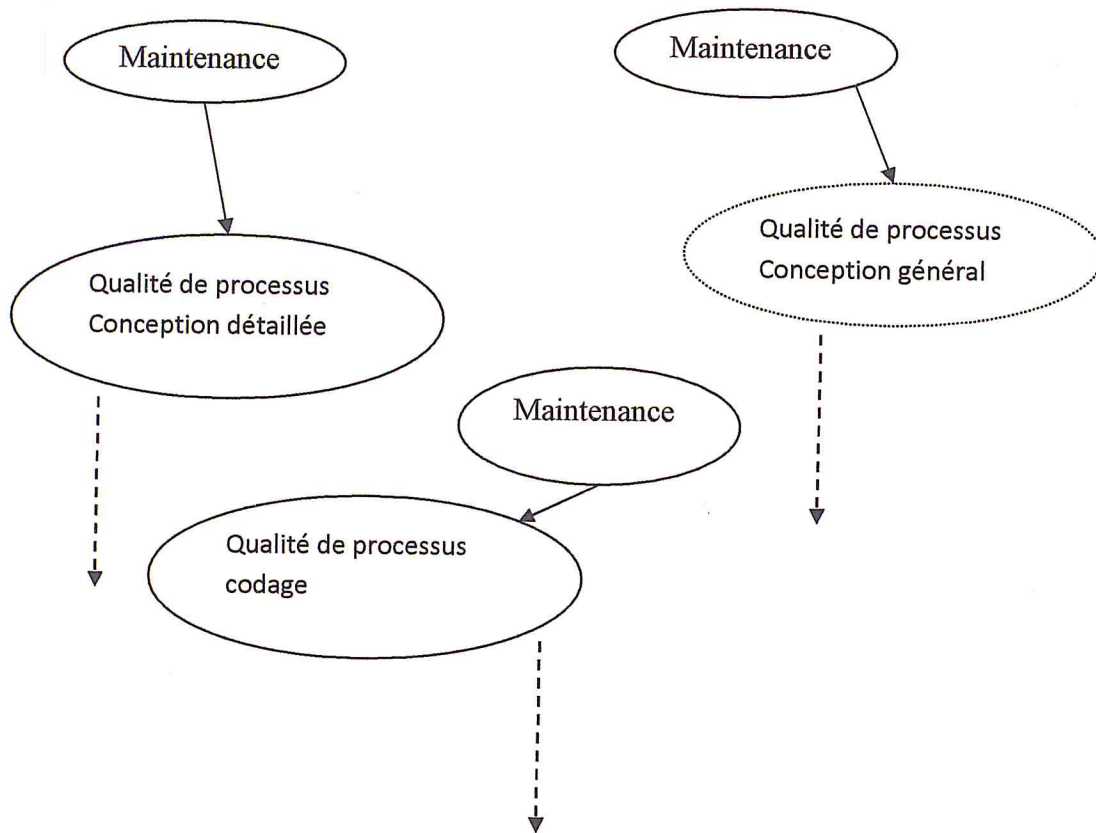 Maintenance
Maintenance
Qualité de processus
Conception général
Qualité de processus
Conception détaillée
Maintenance
Qualité de processus
codage